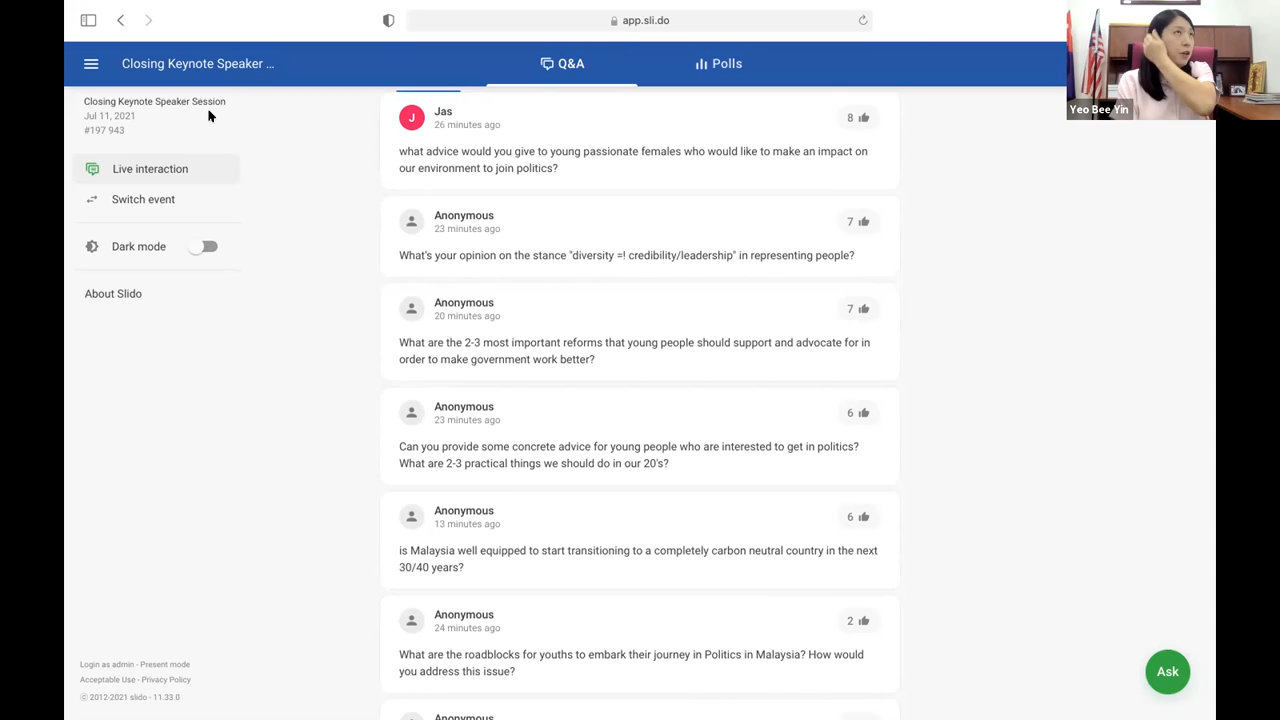 app.sli.do
Closing Keynote Speaker ...
Q&A
Polls
Yeo Bee Yin
Closing Keynote Speaker Session
Jul 11, 2021
#197 943
Live interaction
Switch event
Dark mode
About Slido
Login as admin - Present mode
Acceptable Use - Privacy Policy
© 2012-2021 slido - 11.33.0
J
Jas
26 minutes ago
8
what advice would you give to young passionate females who would like to make an impact on
our environment to join politics?
Anonymous
23 minutes ago
7
What's your opinion on the stance "diversity =! credibility/leadership" in representing people?
Anonymous
20 minutes ago
7
What are the 2-3 most important reforms that young people should support and advocate for in
order to make government work better?
Anonymous
23 minutes ago
6
Can you provide some concrete advice for young people who are interested to get in politics?
What are 2-3 practical things we should do in our 20's?
Anonymous
13 minutes ago
6
is Malaysia well equipped to start transitioning to a completely carbon neutral country in the next
30/40 years?
Anonymous
24 minutes ago
2
What are the roadblocks for youths to embark their journey in Politics in Malaysia? How would
you address this issue?
Anonymous
Ask